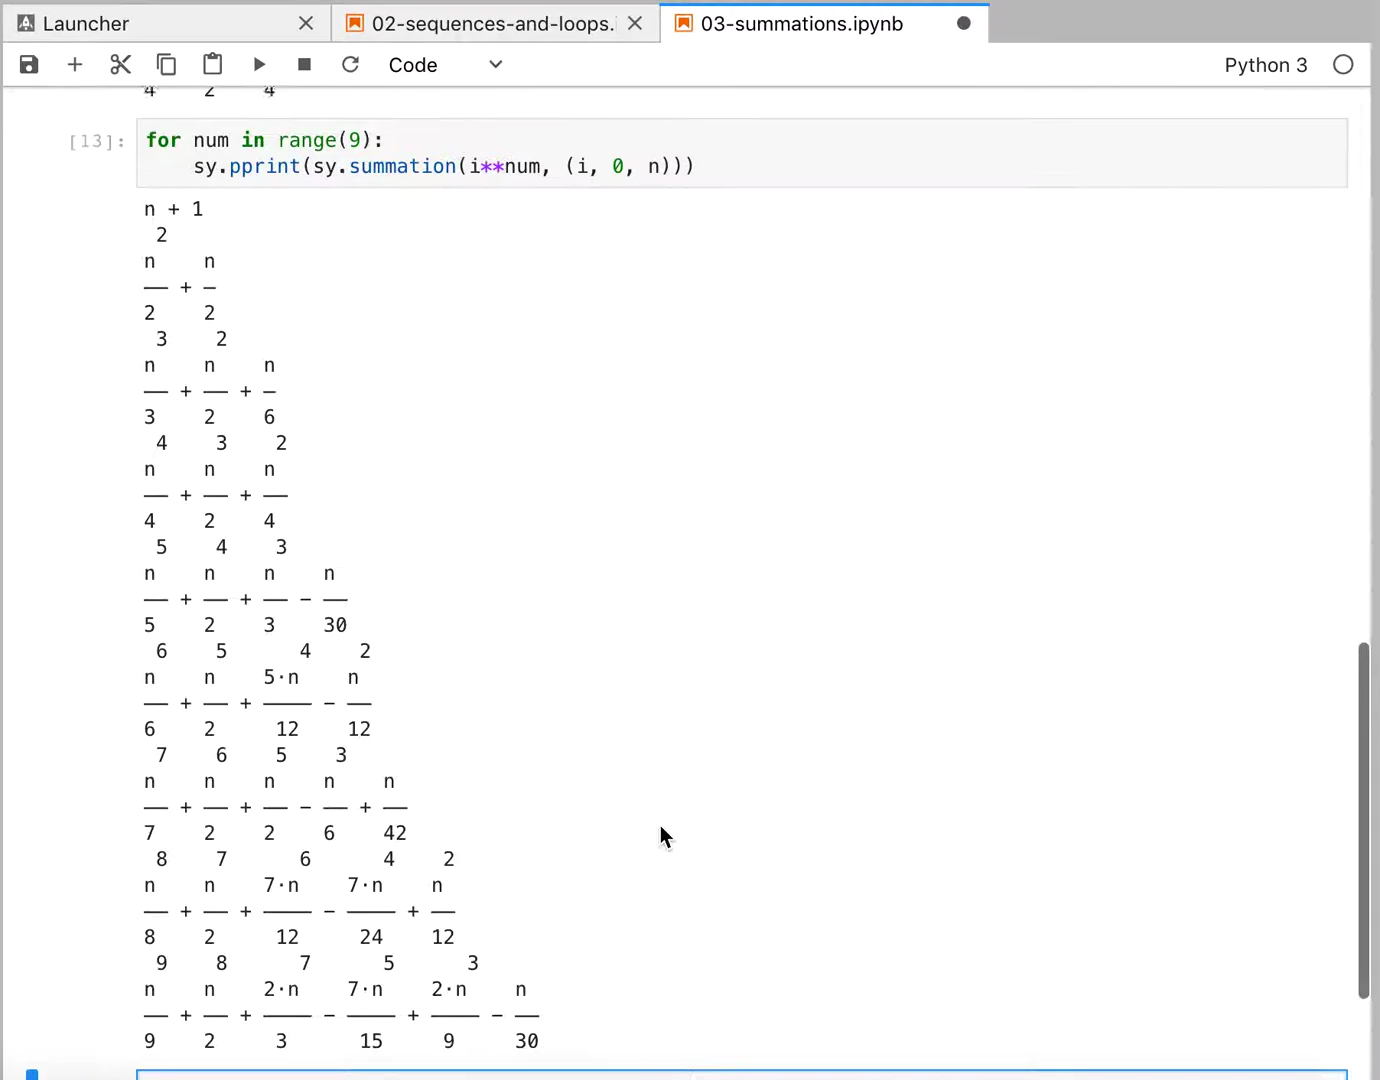 Launcher
02-sequences-and-loops.i
03-summations.ipynb
Code
Python 3
4    2    4
[13]:
for num in range(9):
    sy.pprint(sy.summation(i**num, (i, 0, n)))
n + 1
 2
n    n
── + ─
2    2
 3    2
n    n    n
── + ── + ─
3    2    6
 4    3    2
n    n    n
── + ── + ──
4    2    4
 5    4    3
n    n    n    n
── + ── + ── - ──
5    2    3    30
 6    5      4    2
n    n    5⋅n    n
── + ── + ──── - ──
6    2     12    12
 7    6    5    3
n    n    n    n    n
── + ── + ── - ── + ──
7    2    2    6    42
 8    7      6      4    2
n    n    7⋅n    7⋅n    n
── + ── + ──── - ──── + ──
8    2     12     24    12
 9    8      7      5      3
n    n    2⋅n    7⋅n    2⋅n    n
── + ── + ──── - ──── + ──── - ──
9    2     3      15     9     30